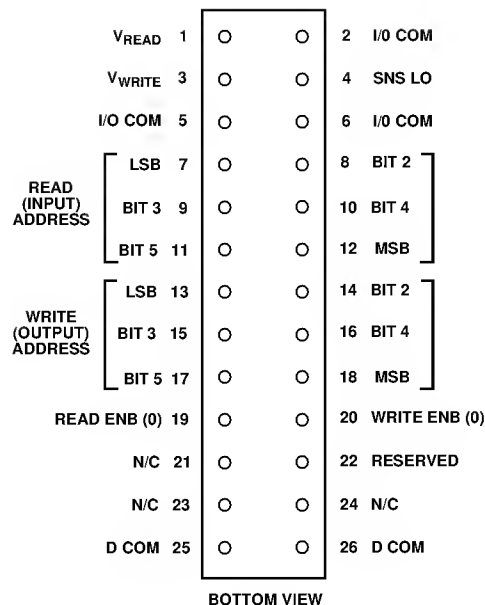 VREAD 1 2 I/O COM
VWRITE 3 4 SNS LO
I/O COM 5 6 I/O COM
LSB 7 8 BIT 2
READ
(INPUT)
ADDRESS
BIT 3 9 10 BIT 4
BIT 5 11 12 MSB
LSB 13 14 BIT 2
WRITE
(OUTPUT)
ADDRESS
BIT 3 15 16 BIT 4
BIT 5 17 18 MSB
READ ENB (0) 19 20 WRITE ENB (0)
N/C 21 22 RESERVED
N/C 23 24 N/C
D COM 25 26 D COM
BOTTOM VIEW